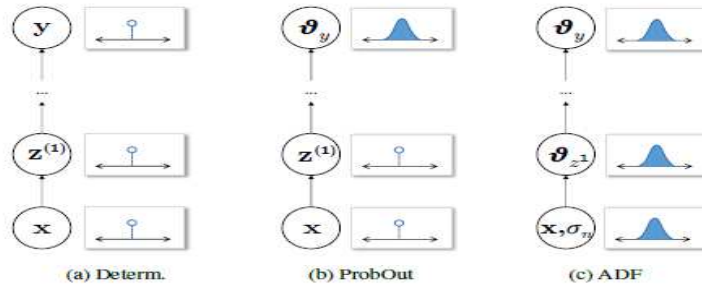 y ϑ_y ϑ_y
... ... ...
z^(1) z^(1) ϑ_z^1
x x x,σ_n
(a) Determ. (b) ProbOut (c) ADF